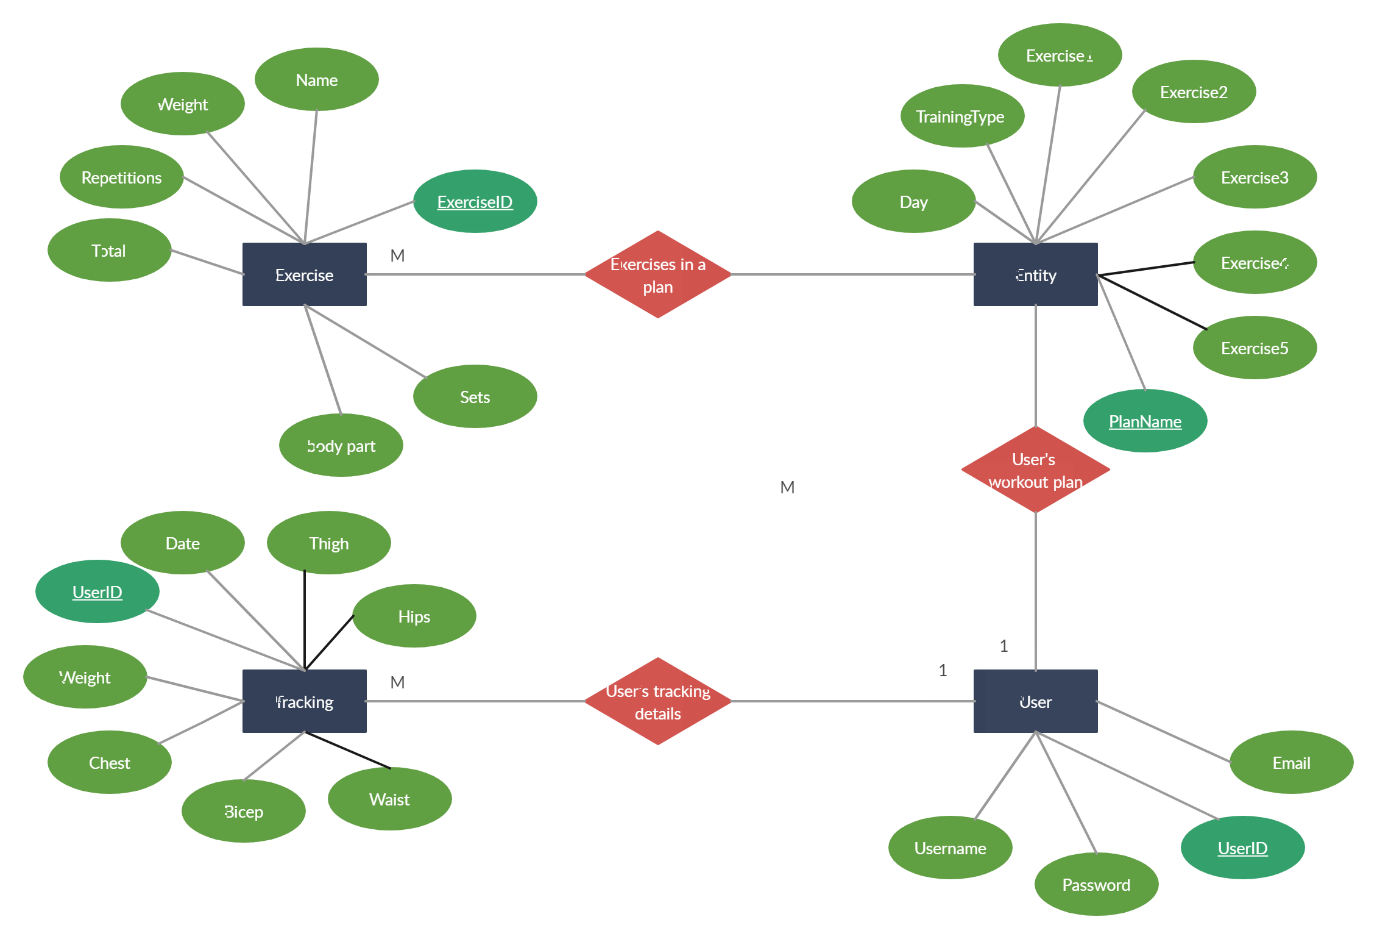 Exercise1
Name
Exercise2
Weight
TrainingType
Repetitions
Exercise3
ExerciseID
Day
Total
M
Exercises in a
plan
Exercise
Entity
Exercise4
Exercise5
Sets
PlanName
body part
User's
workout plan
M
Date
Thigh
UserID
Hips
1
Weight
M
1
User's tracking
details
Tracking
User
Chest
Email
Waist
Bicep
Username
UserID
Password